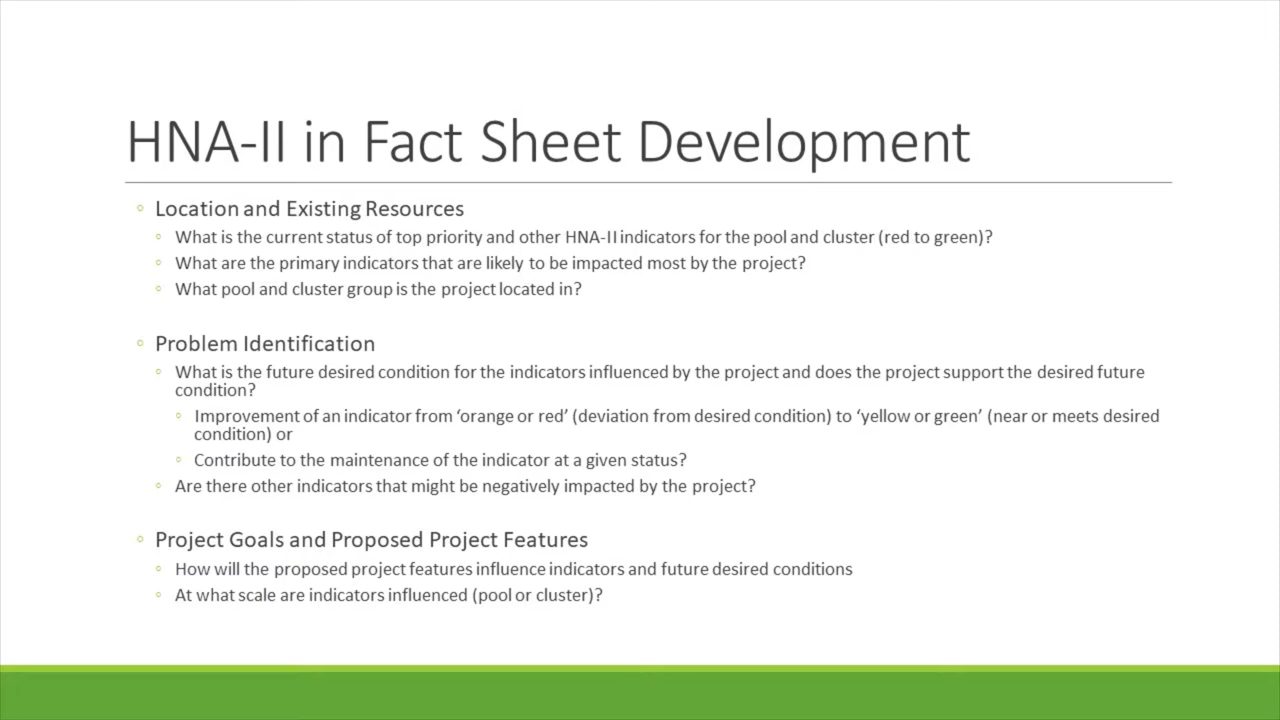 HNA-II in Fact Sheet Development
◦ Location and Existing Resources
◦ What is the current status of top priority and other HNA-II indicators for the pool and cluster (red to green)?
◦ What are the primary indicators that are likely to be impacted most by the project?
◦ What pool and cluster group is the project located in?
◦ Problem Identification
◦ What is the future desired condition for the indicators influenced by the project and does the project support the desired future
condition?
◦ Improvement of an indicator from ‘orange or red’ (deviation from desired condition) to ‘yellow or green’ (near or meets desired
condition) or
◦ Contribute to the maintenance of the indicator at a given status?
◦ Are there other indicators that might be negatively impacted by the project?
◦ Project Goals and Proposed Project Features
◦ How will the proposed project features influence indicators and future desired conditions
◦ At what scale are indicators influenced (pool or cluster)?